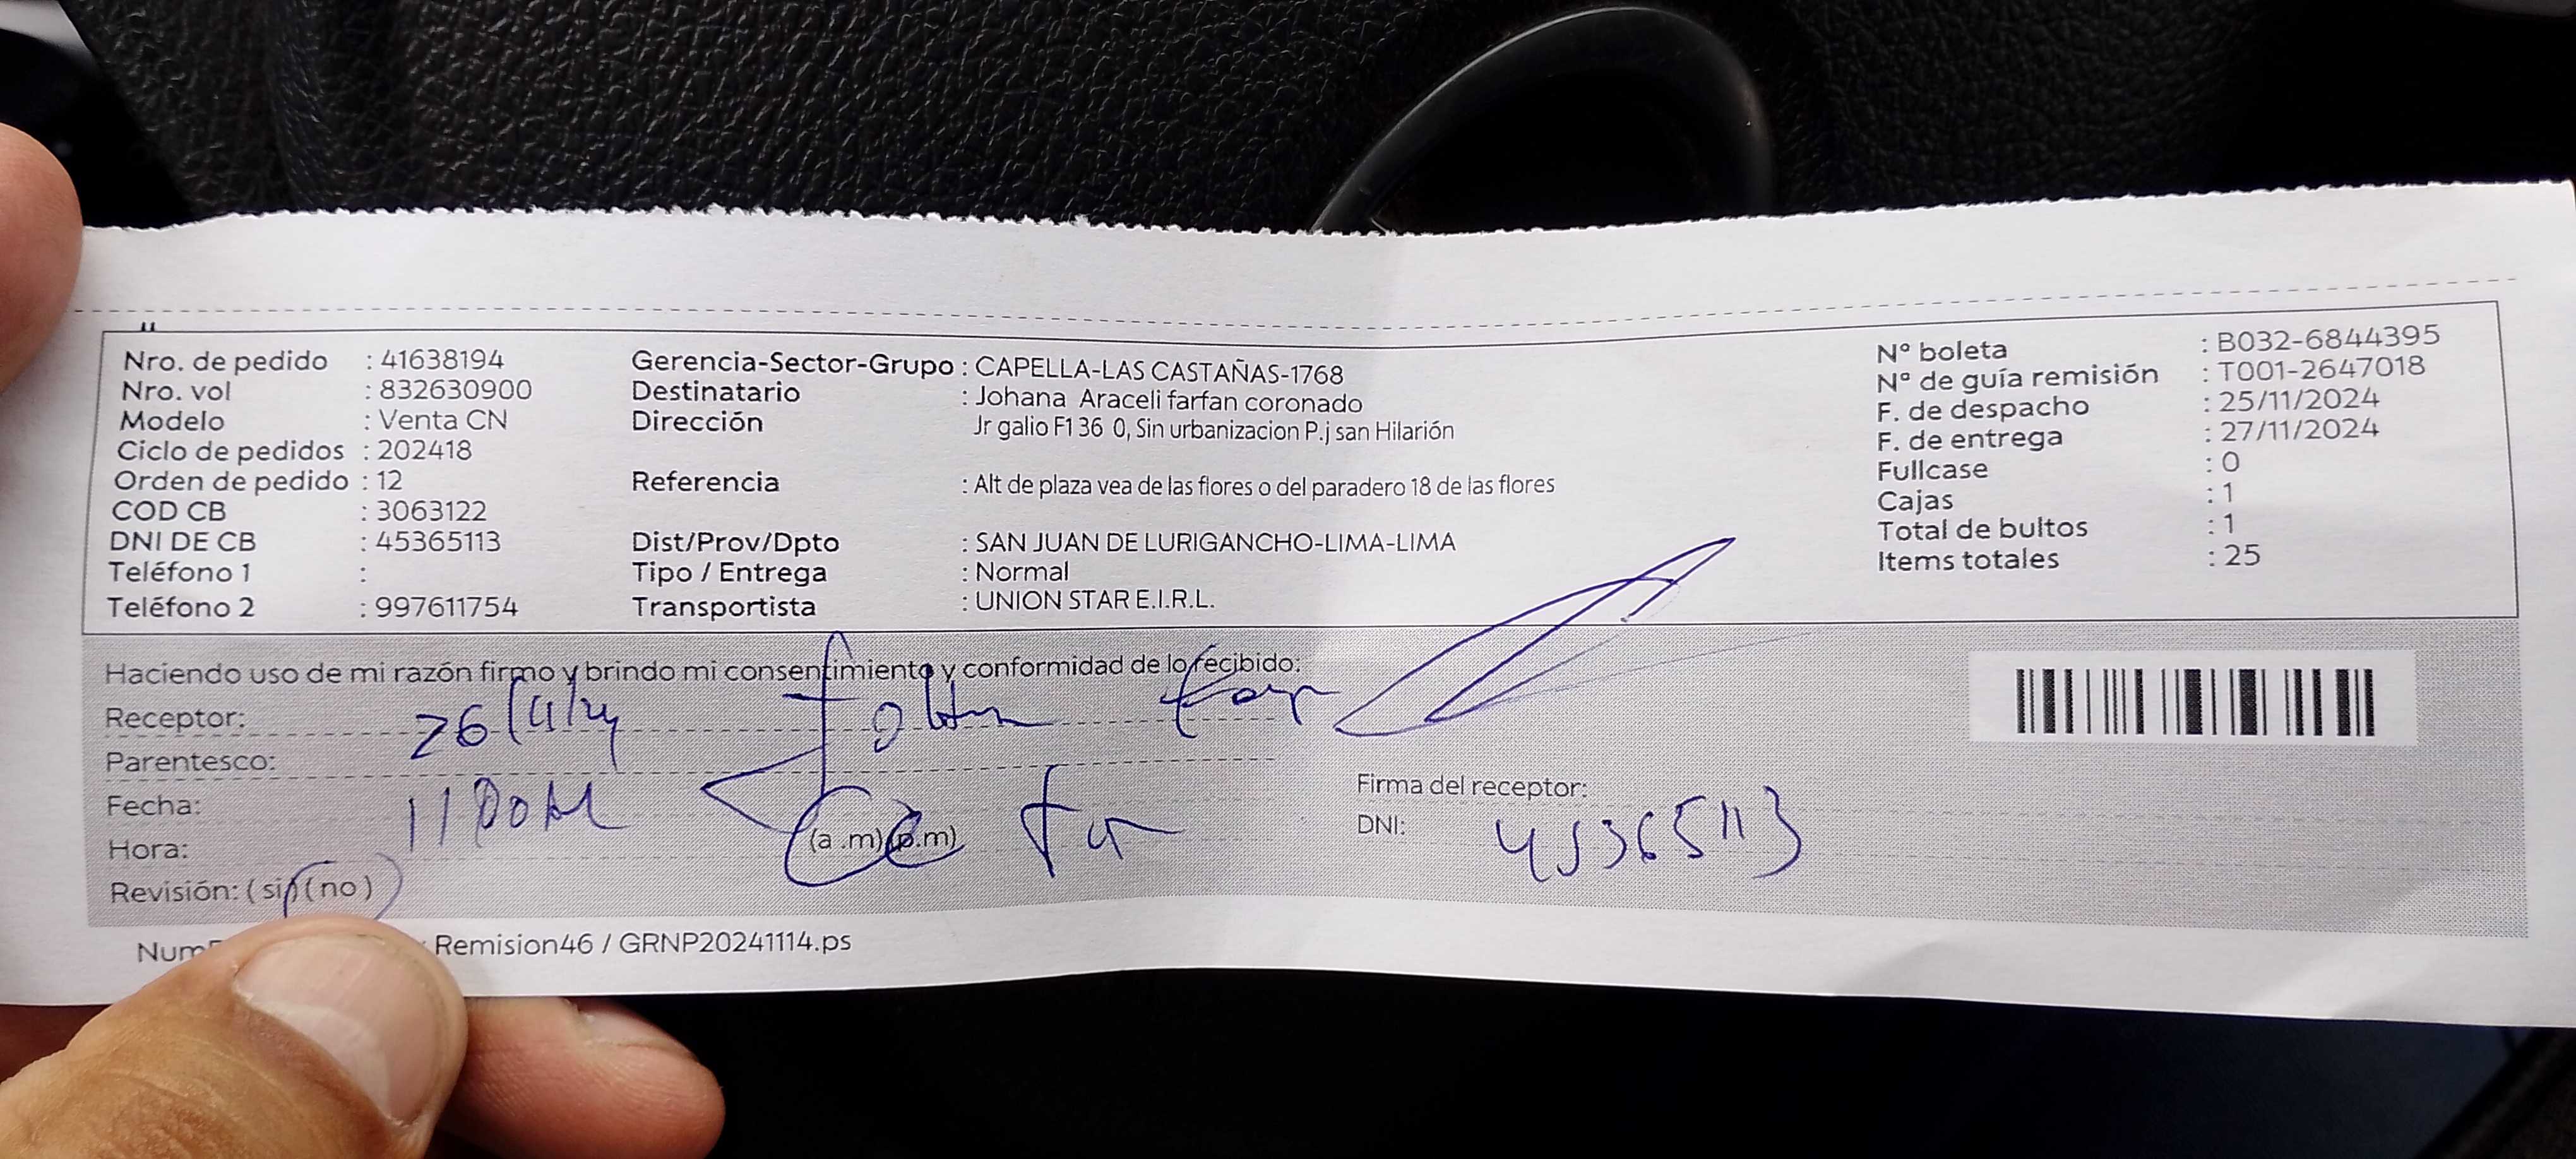 Nro. de pedido : 41638194
Nro. vol : 832630900
Modelo : Venta CN
Ciclo de pedidos : 202418
Orden de pedido : 12
COD CB : 3063122
DNI DE CB : 45365113
Teléfono 1 :
Teléfono 2 : 997611754
Gerencia-Sector-Grupo : CAPELLA-LAS CASTAÑAS-1768
Destinatario : Johana Araceli farfan coronado
Dirección Jr galio F1 36 0, Sin urbanizacion P.j san Hilarión
Referencia : Alt de plaza vea de las flores o del paradero 18 de las flores
Dist/Prov/Dpto : SAN JUAN DE LURIGANCHO-LIMA-LIMA
Tipo / Entrega : Normal
Transportista : UNION STAR E.I.R.L.
Nº boleta : B032-6844395
Nº de guía remisión : T001-2647018
F. de despacho : 25/11/2024
F. de entrega : 27/11/2024
Fullcase : 0
Cajas : 1
Total de bultos : 1
Items totales : 25
Haciendo uso de mi razón firmo y brindo mi consentimiento y conformidad de lo recibido:
Receptor: 26/11/24
Parentesco:
Fecha:
Hora: (a.m) (p.m)
Revisión: (si) (no)
Firma del receptor:
DNI: 45365113
Remision46 / GRNP20241114.ps